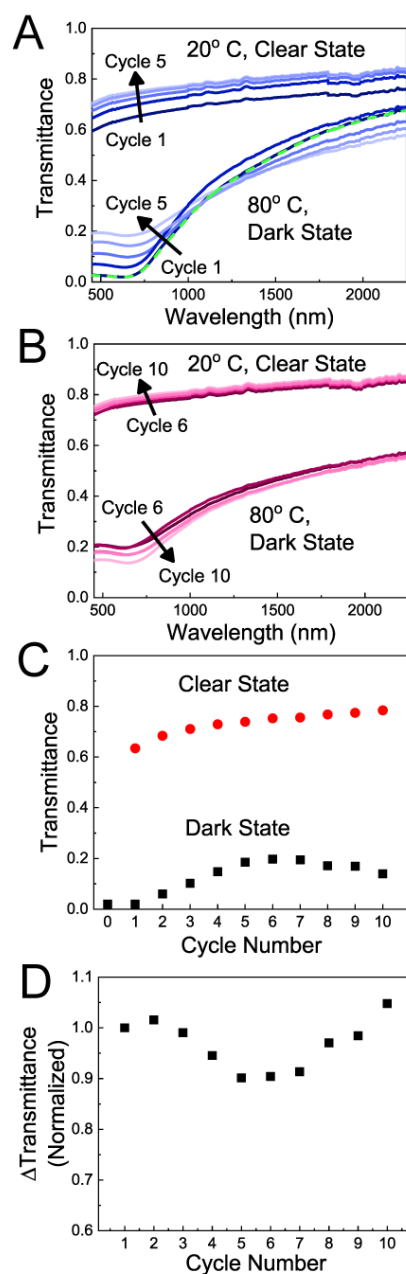 A
1.0
0.8
0.6
0.4
0.2
0.0
Transmittance
20° C, Clear State
Cycle 5
Cycle 1
Cycle 5
80° C,
Dark State
Cycle 1
500 1000 1500 2000
Wavelength (nm)
B
1.0
0.8
0.6
0.4
0.2
0.0
Transmittance
Cycle 10
20° C, Clear State
Cycle 6
Cycle 6
80° C,
Dark State
Cycle 10
500 1000 1500 2000
Wavelength (nm)
C
1.0
0.8
0.6
0.4
0.2
0.0
Transmittance
Clear State
Dark State
0 1 2 3 4 5 6 7 8 9 10
Cycle Number
D
1.1
1.0
0.9
0.8
0.7
0.6
ΔTransmittance
(Normalized)
1 2 3 4 5 6 7 8 9 10
Cycle Number